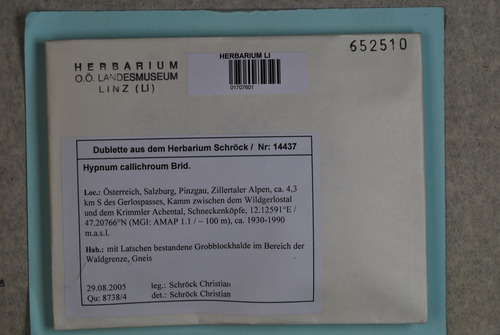 HERBARIUM
O.Ö. LANDESMUSEUM
LINZ (LI)
HERBARIUM LI
01707601
652510
Dublette aus dem Herbarium Schröck / Nr: 14437
Hypnum callichroum Brid.
Loc.: Österreich, Salzburg, Pinzgau, Zillertaler Alpen, ca. 4,3
km S des Gerlospasses, Kamm zwischen dem Wildgerlostal
und dem Krimmler Achental, Schneckenköpfe, 12.12591°E /
47.20766°N (MGI: AMAP 1.1 / ~ 100 m), ca. 1930-1990
m.a.s.l.
Hab.: mit Latschen bestandene Grobblockhalde im Bereich der
Waldgrenze, Gneis
29.08.2005 leg.: Schröck Christian
Qu: 8738/4 det.: Schröck Christian